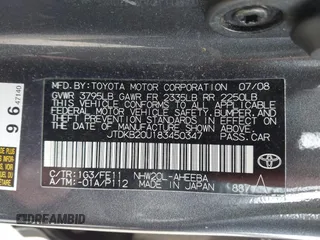 MFD.BY:TOYOTA MOTOR CORPORATION 07/08
GVWR 3795LB GAWR FR 2335LB RR 2250LB
THIS VEHICLE CONFORMS TO ALL APPLICABLE
FEDERAL MOTOR VEHICLE SAFETY, BUMPER, AND
THEFT PREVENTION STANDARDS IN EFFECT ON
THE DATE OF MANUFACTURE SHOWN ABOVE.
JTDKB20U183450347 PASS.CAR
C/TR:1G3/FE11 NHW20L-AHEEBA
A/TM:-01A/P112 MADE IN JAPAN
TOYOTA
96
47140
DREAMBID